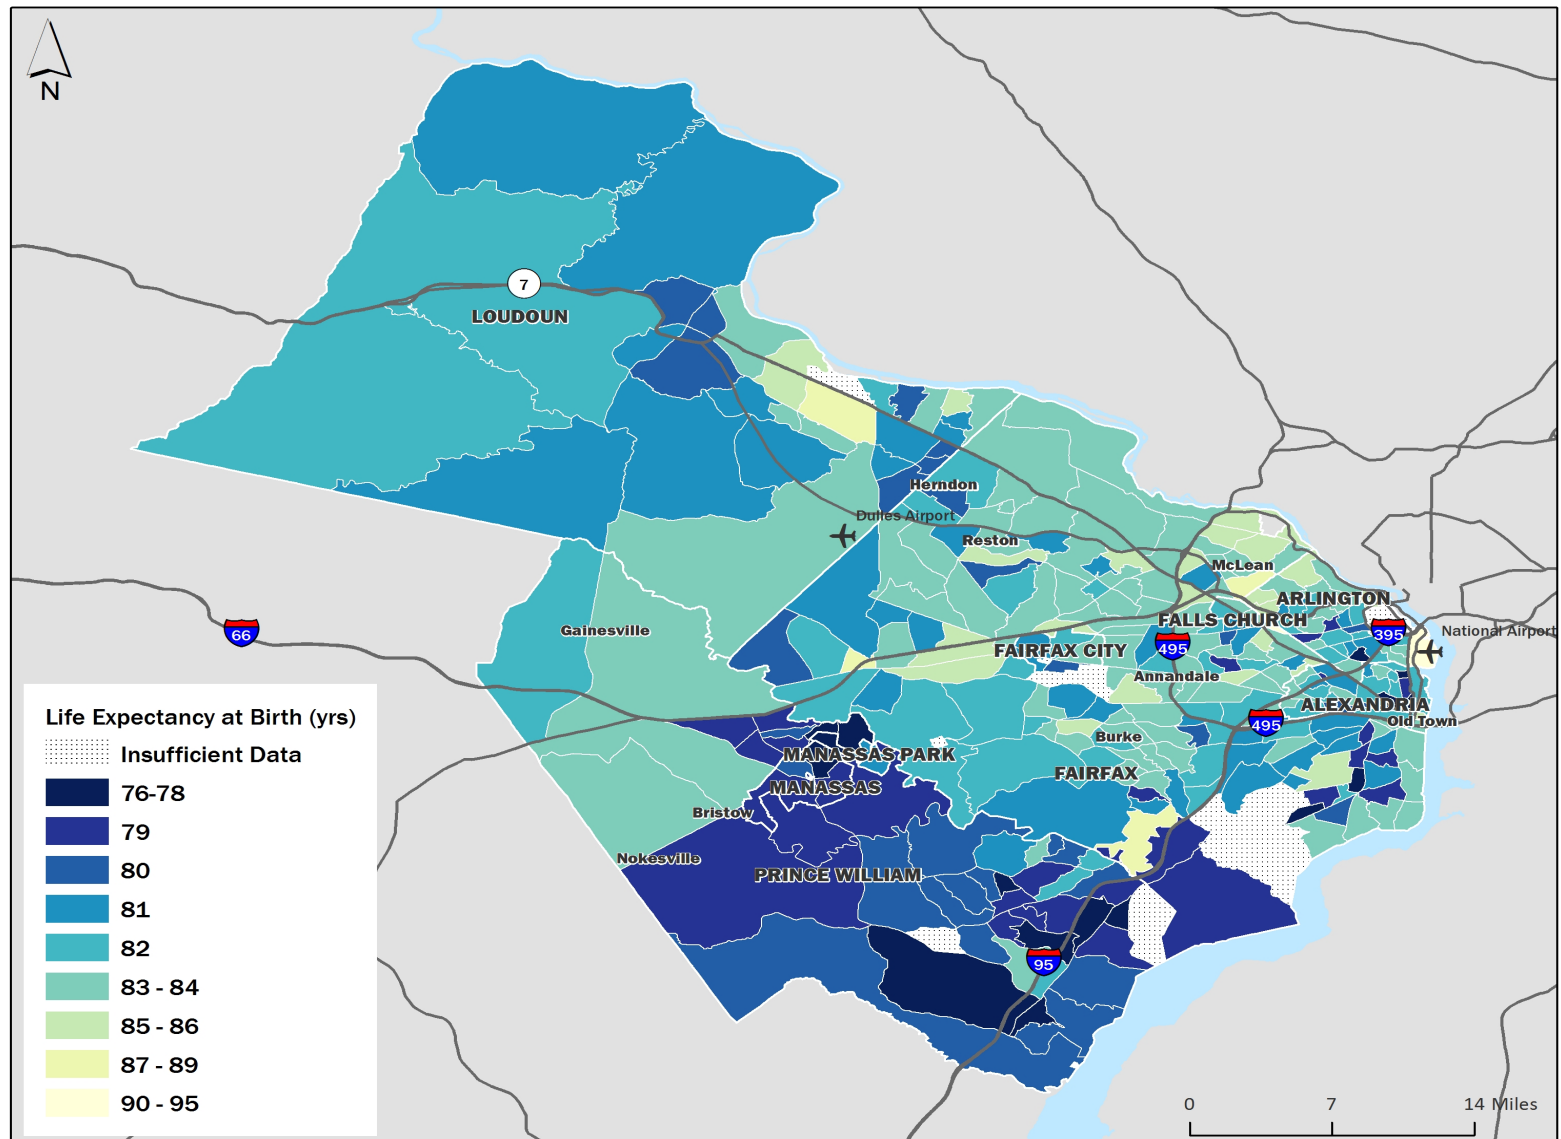 N
7
LOUDOUN
Herndon
Dulles Airport
Reston
McLean
ARLINGTON
FALLS CHURCH
66
Gainesville
395
National Airport
495
FAIRFAX CITY
Annandale
ALEXANDRIA
Old Town
495
Burke
MANASSAS PARK
FAIRFAX
MANASSAS
Bristow
Nokesville
PRINCE WILLIAM
95
Life Expectancy at Birth (yrs)
Insufficient Data
76-78
79
80
81
82
83 - 84
85 - 86
87 - 89
90 - 95
0 7 14 Miles